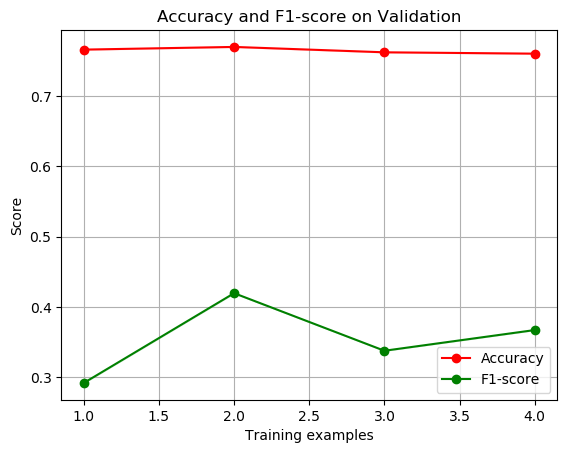 Accuracy and F1-score on Validation
Score
0.7
0.6
0.5
0.4
0.3
Accuracy
F1-score
1.0 1.5 2.0 2.5 3.0 3.5 4.0
Training examples